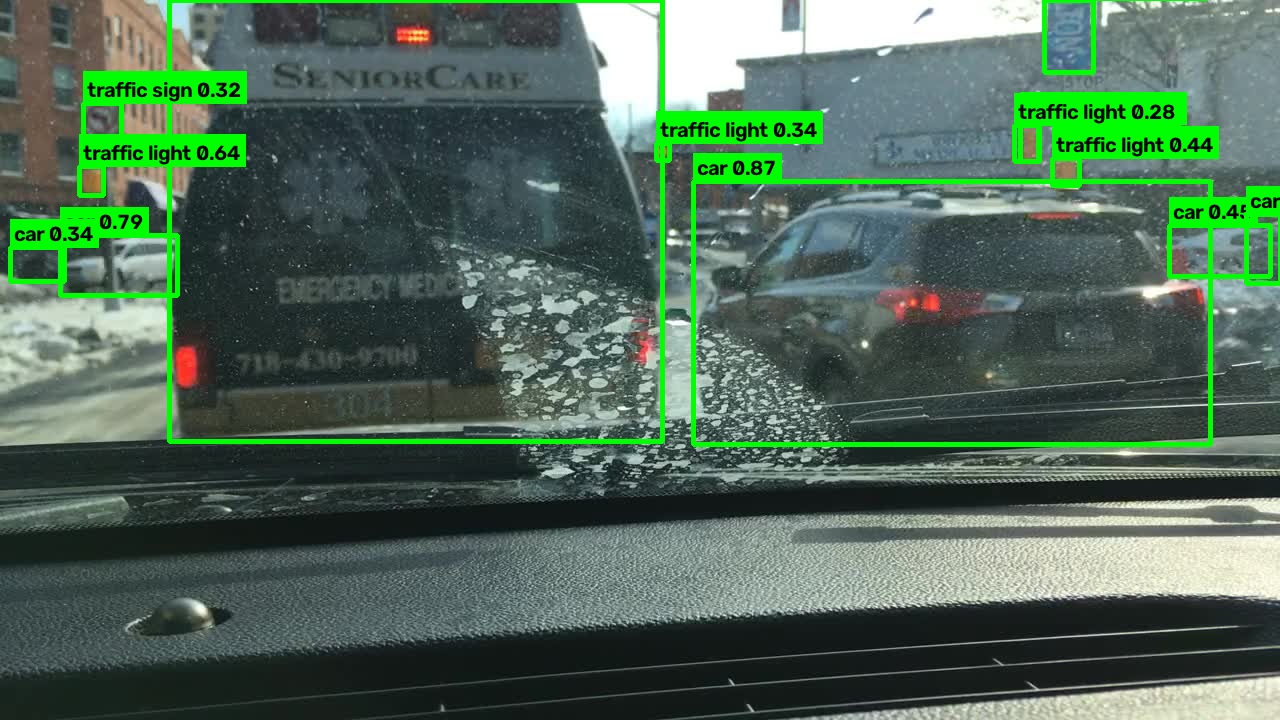 SENIORCARE
traffic sign 0.32
traffic light 0.28
traffic light 0.34
traffic light 0.44
traffic light 0.64
car 0.87
car
car 0.45
0.79
car 0.34
EMERGENCY MEDIC
718-430-9700
304